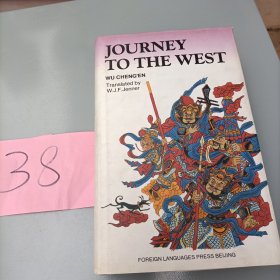 JOURNEY
TO THE WEST
WU CHENG'EN
Translated by
W.J.F. Jenner
38
FOREIGN LANGUAGES PRESS BEIJING